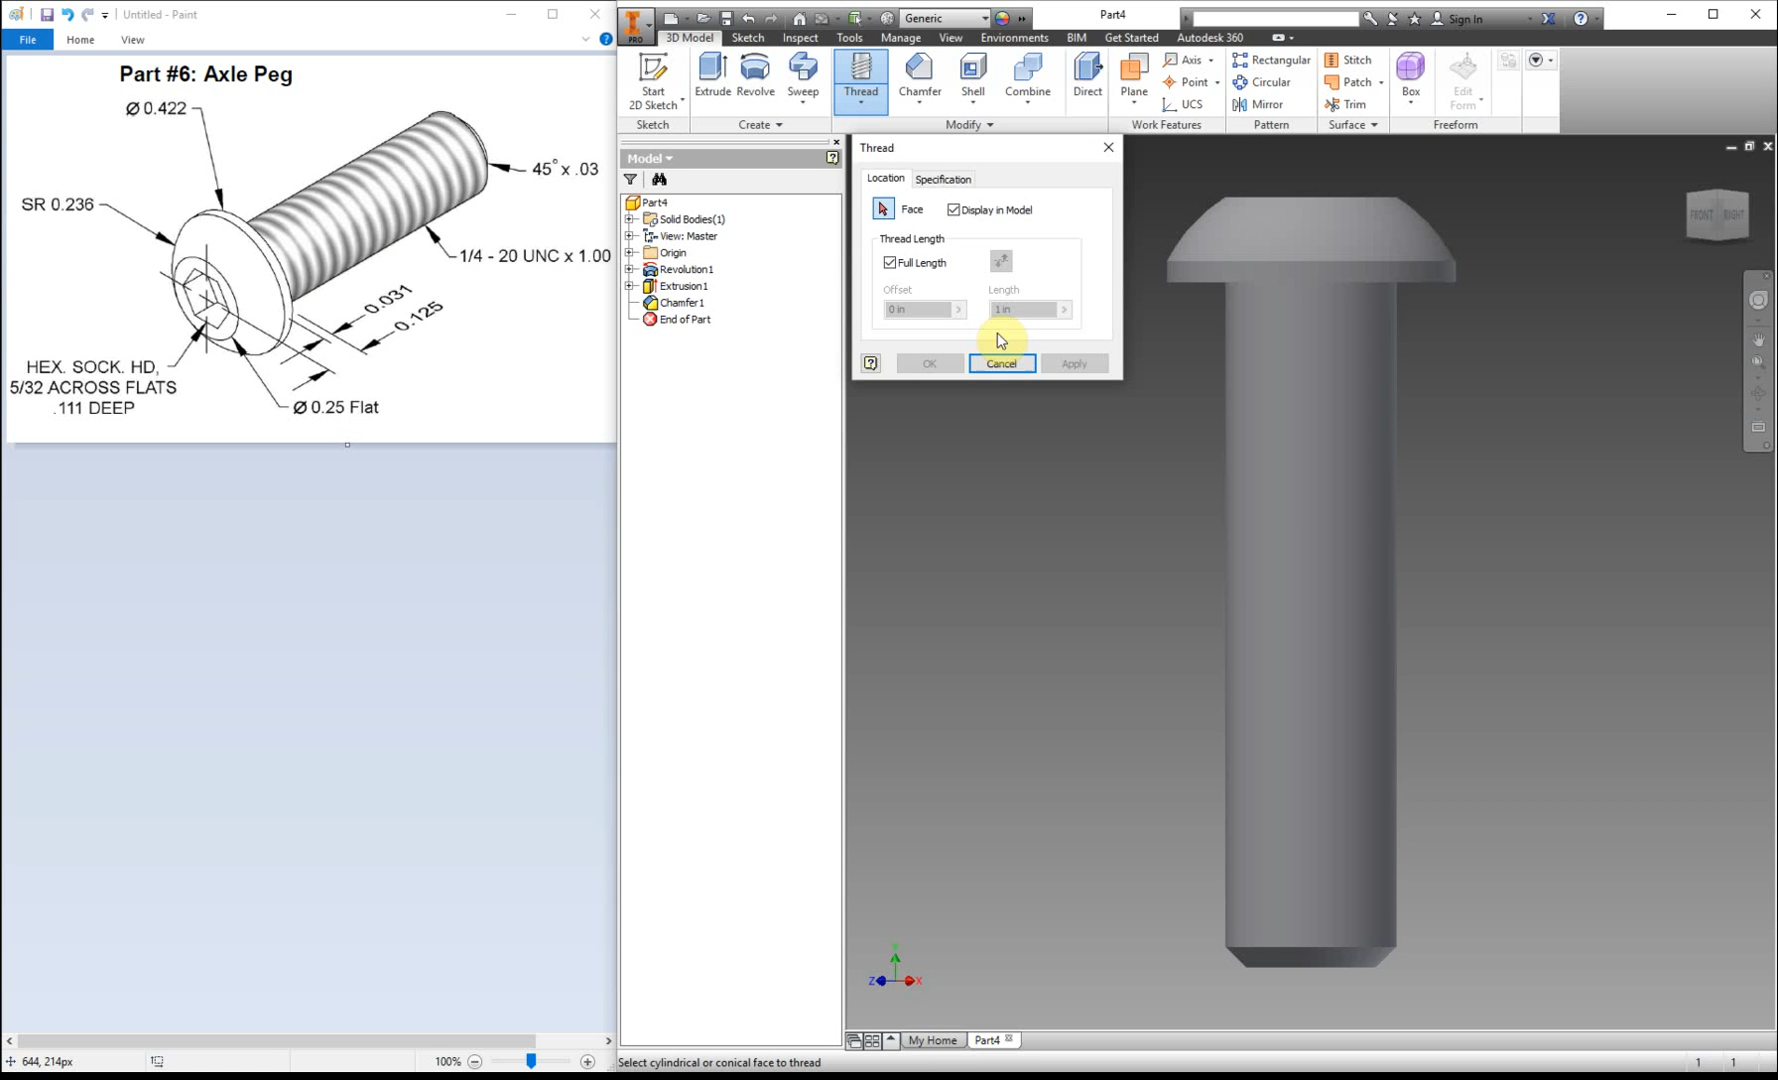 Untitled - Paint
File Home View
Part #6: Axle Peg
Ø 0.422
45° x .03
SR 0.236
1/4 - 20 UNC x 1.00
0.031
0.125
HEX. SOCK. HD,
5/32 ACROSS FLATS
.111 DEEP
Ø 0.25 Flat
644, 214px
100%
PRO
Generic
Part4
Sign In
3D Model Sketch Inspect Tools Manage View Environments BIM Get Started Autodesk 360
Start
2D Sketch
Extrude Revolve Sweep
Thread Chamfer Shell Combine
Direct
Plane
Axis
Point
UCS
Rectangular
Circular
Mirror
Stitch
Patch
Trim
Box
Edit
Form
Sketch Create Modify Work Features Pattern Surface Freeform
Model
Part4
Solid Bodies(1)
View: Master
Origin
Revolution1
Extrusion1
Chamfer1
End of Part
Thread
Location Specification
Face Display in Model
Thread Length
Full Length
Offset Length
0 in 1 in
OK Cancel Apply
FRONT RIGHT
Y
Z X
My Home Part4
Select cylindrical or conical face to thread
1 1